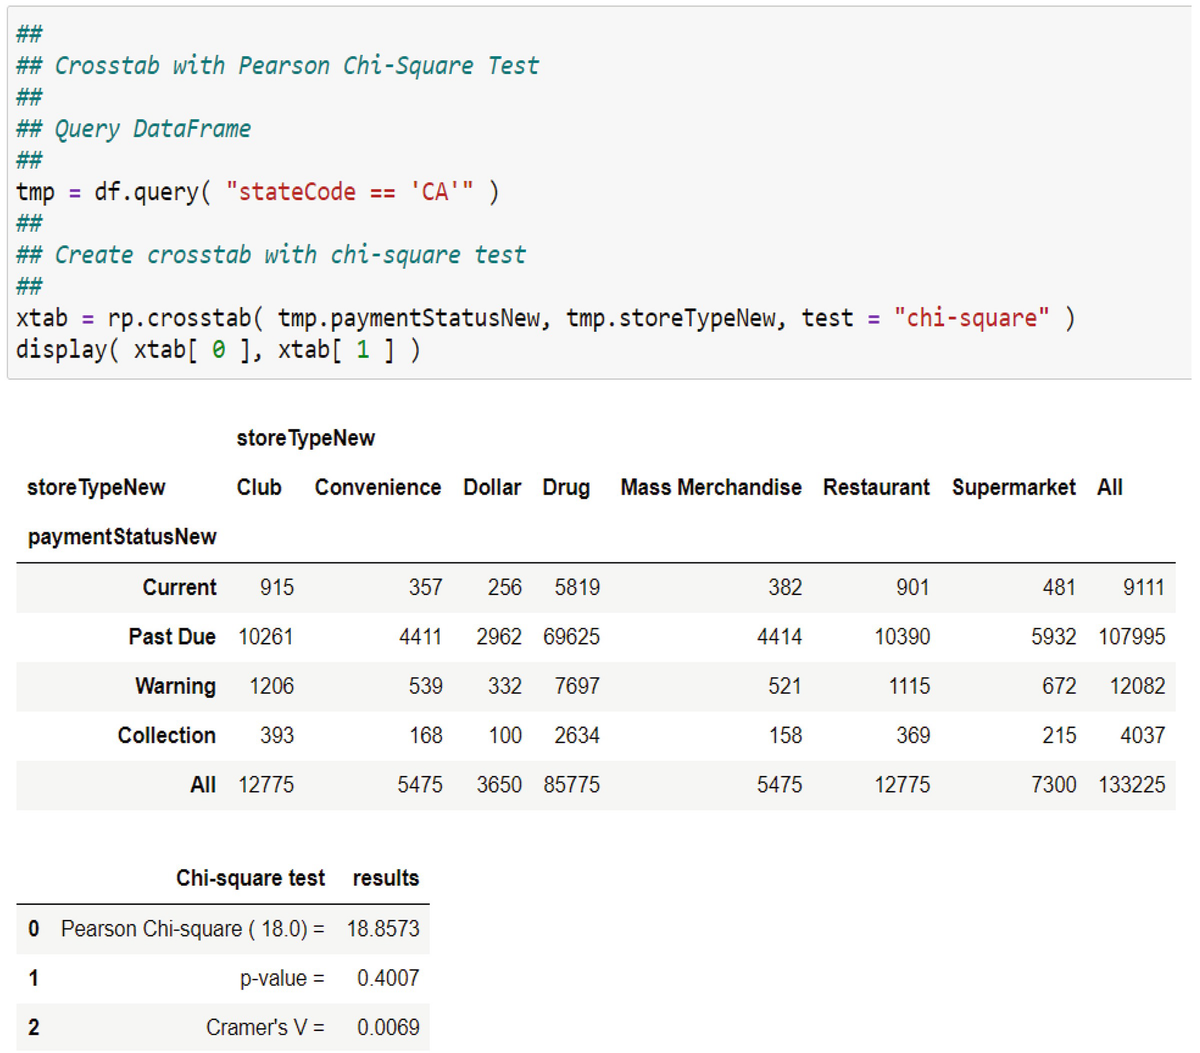 ##
## Crosstab with Pearson Chi-Square Test
##
## Query DataFrame
##
tmp = df.query( "stateCode == 'CA'" )
##
## Create crosstab with chi-square test
##
xtab = rp.crosstab( tmp.paymentStatusNew, tmp.storeTypeNew, test = "chi-square" )
display( xtab[ 0 ], xtab[ 1 ] )
storeTypeNew
storeTypeNew Club Convenience Dollar Drug Mass Merchandise Restaurant Supermarket All
paymentStatusNew
Current 915 357 256 5819 382 901 481 9111
Past Due 10261 4411 2962 69625 4414 10390 5932 107995
Warning 1206 539 332 7697 521 1115 672 12082
Collection 393 168 100 2634 158 369 215 4037
All 12775 5475 3650 85775 5475 12775 7300 133225
Chi-square test results
0 Pearson Chi-square ( 18.0) = 18.8573
1 p-value = 0.4007
2 Cramer's V = 0.0069